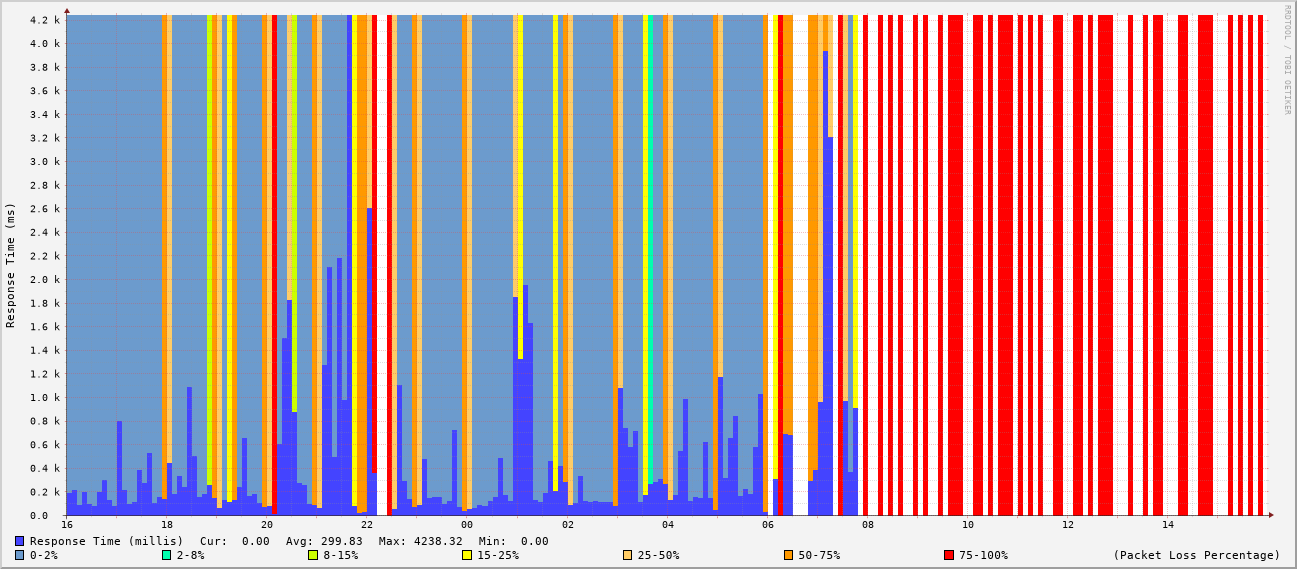 RRDTOOL / TOBI OETIKER
Response Time (ms)
4.2 k
4.0 k
3.8 k
3.6 k
3.4 k
3.2 k
3.0 k
2.8 k
2.6 k
2.4 k
2.2 k
2.0 k
1.8 k
1.6 k
1.4 k
1.2 k
1.0 k
0.8 k
0.6 k
0.4 k
0.2 k
0.0
16 18 20 22 00 02 04 06 08 10 12 14
Response Time (millis) Cur: 0.00 Avg: 299.83 Max: 4238.32 Min: 0.00
0-2% 2-8% 8-15% 15-25% 25-50% 50-75% 75-100% (Packet Loss Percentage)